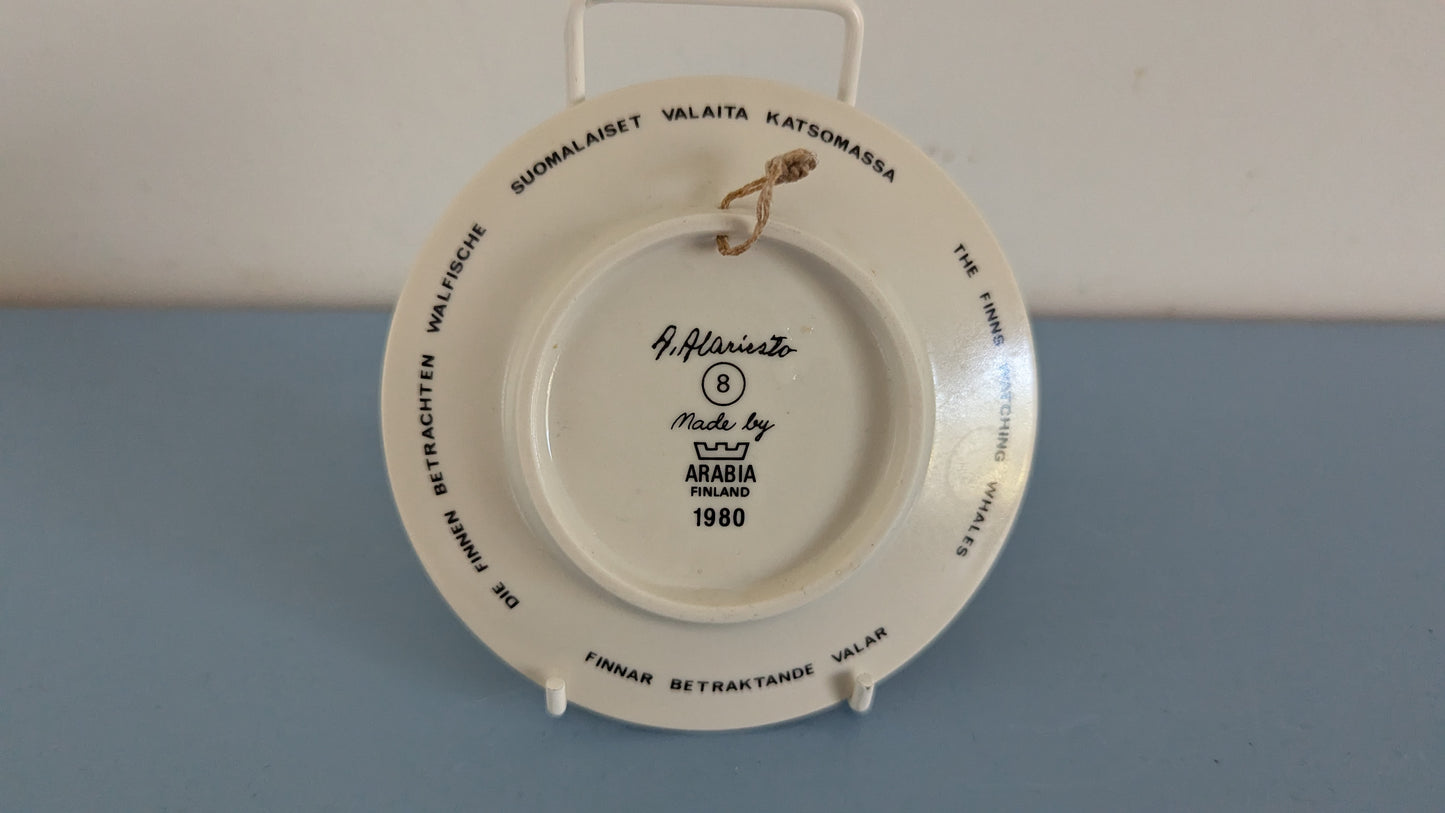 SUOMALAISET VALAITA KATSOMASSA
THE FINNS WATCHING WHALES
FINNAR BETRAKTANDE VALAR
DIE FINNEN BETRACHTEN WALFISCHE
A. Alariesto
8
Made by
ARABIA
FINLAND
1980